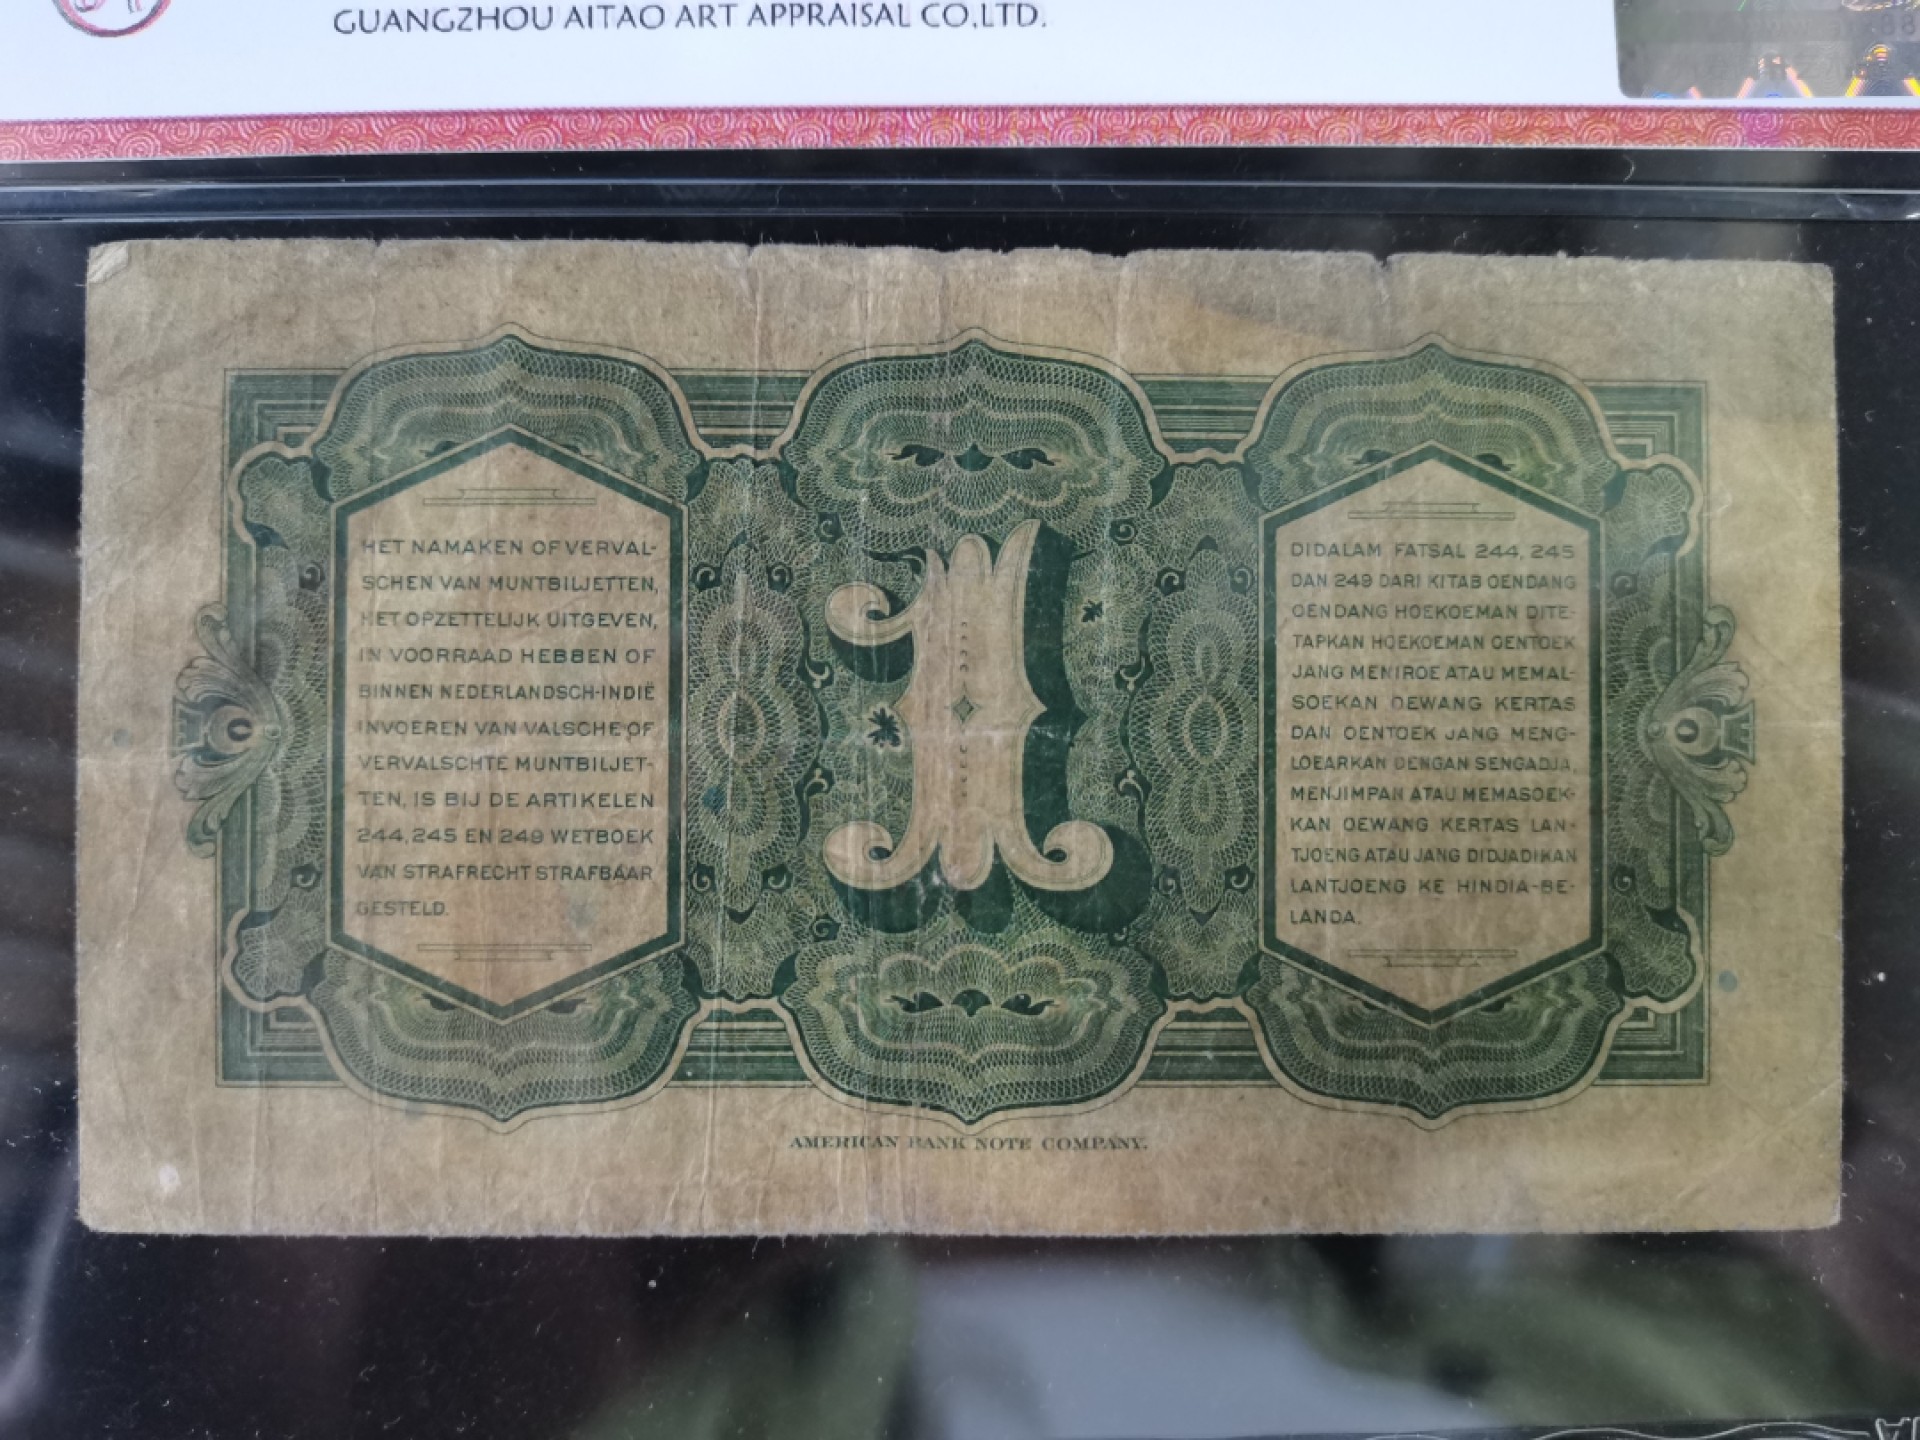 GUANGZHOU AITAO ART APPRAISAL CO,LTD.
HET NAMAKEN OF VERVAL-
SCHEN VAN MUNTBILJETTEN,
HET OPZETTELIJK UITGEVEN,
IN VOORRAAD HEBBEN OF
BINNEN NEDERLANDSCH-INDIË
INVOEREN VAN VALSCHE OF
VERVALSCHTE MUNTBILJET-
TEN, IS BIJ DE ARTIKELEN
244, 245 EN 249 WETBOEK
VAN STRAFRECHT STRAFBAAR
GESTELD.
1
DIDALAM FATSAL 244, 245
DAN 249 DARI KITAB OENDANG
OENDANG HOEKOEMAN DITE-
TAPKAN HOEKOEMAN OENTOEK
JANG MENIROE ATAU MEMAL-
SOEKAN OEWANG KERTAS
DAN OENTOEK JANG MENG-
LOEARKAN DENGAN SENGADJA,
MENJIMPAN ATAU MEMASOEK-
KAN OEWANG KERTAS LAN-
TJOENG ATAU JANG DIDJADIKAN
LANTJOENG KE HINDIA-BE-
LANDA.
AMERICAN BANK NOTE COMPANY.